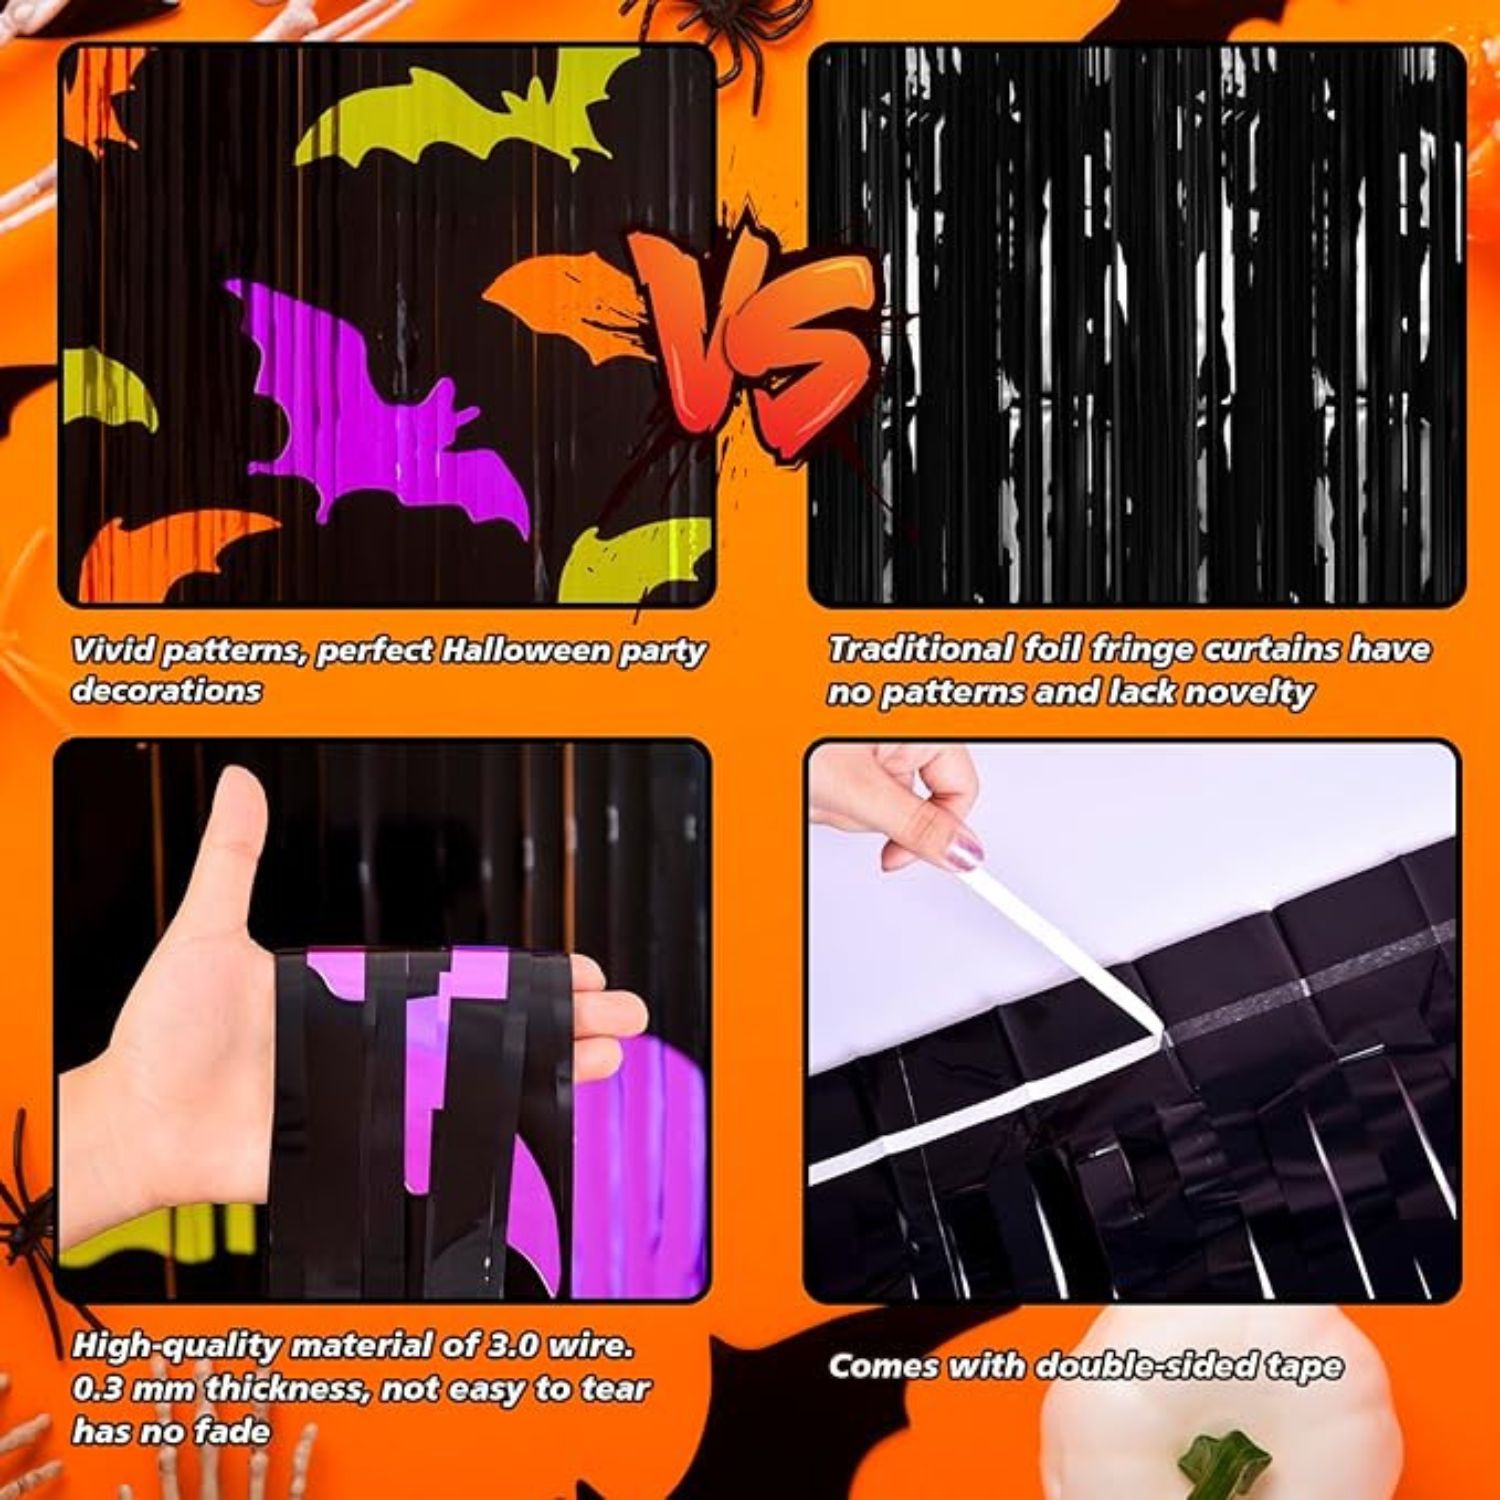 VS
Vivid patterns, perfect Halloween party
decorations
Traditional foil fringe curtains have
no patterns and lack novelty
High-quality material of 3.0 wire.
0.3 mm thickness, not easy to tear
has no fade
Comes with double-sided tape